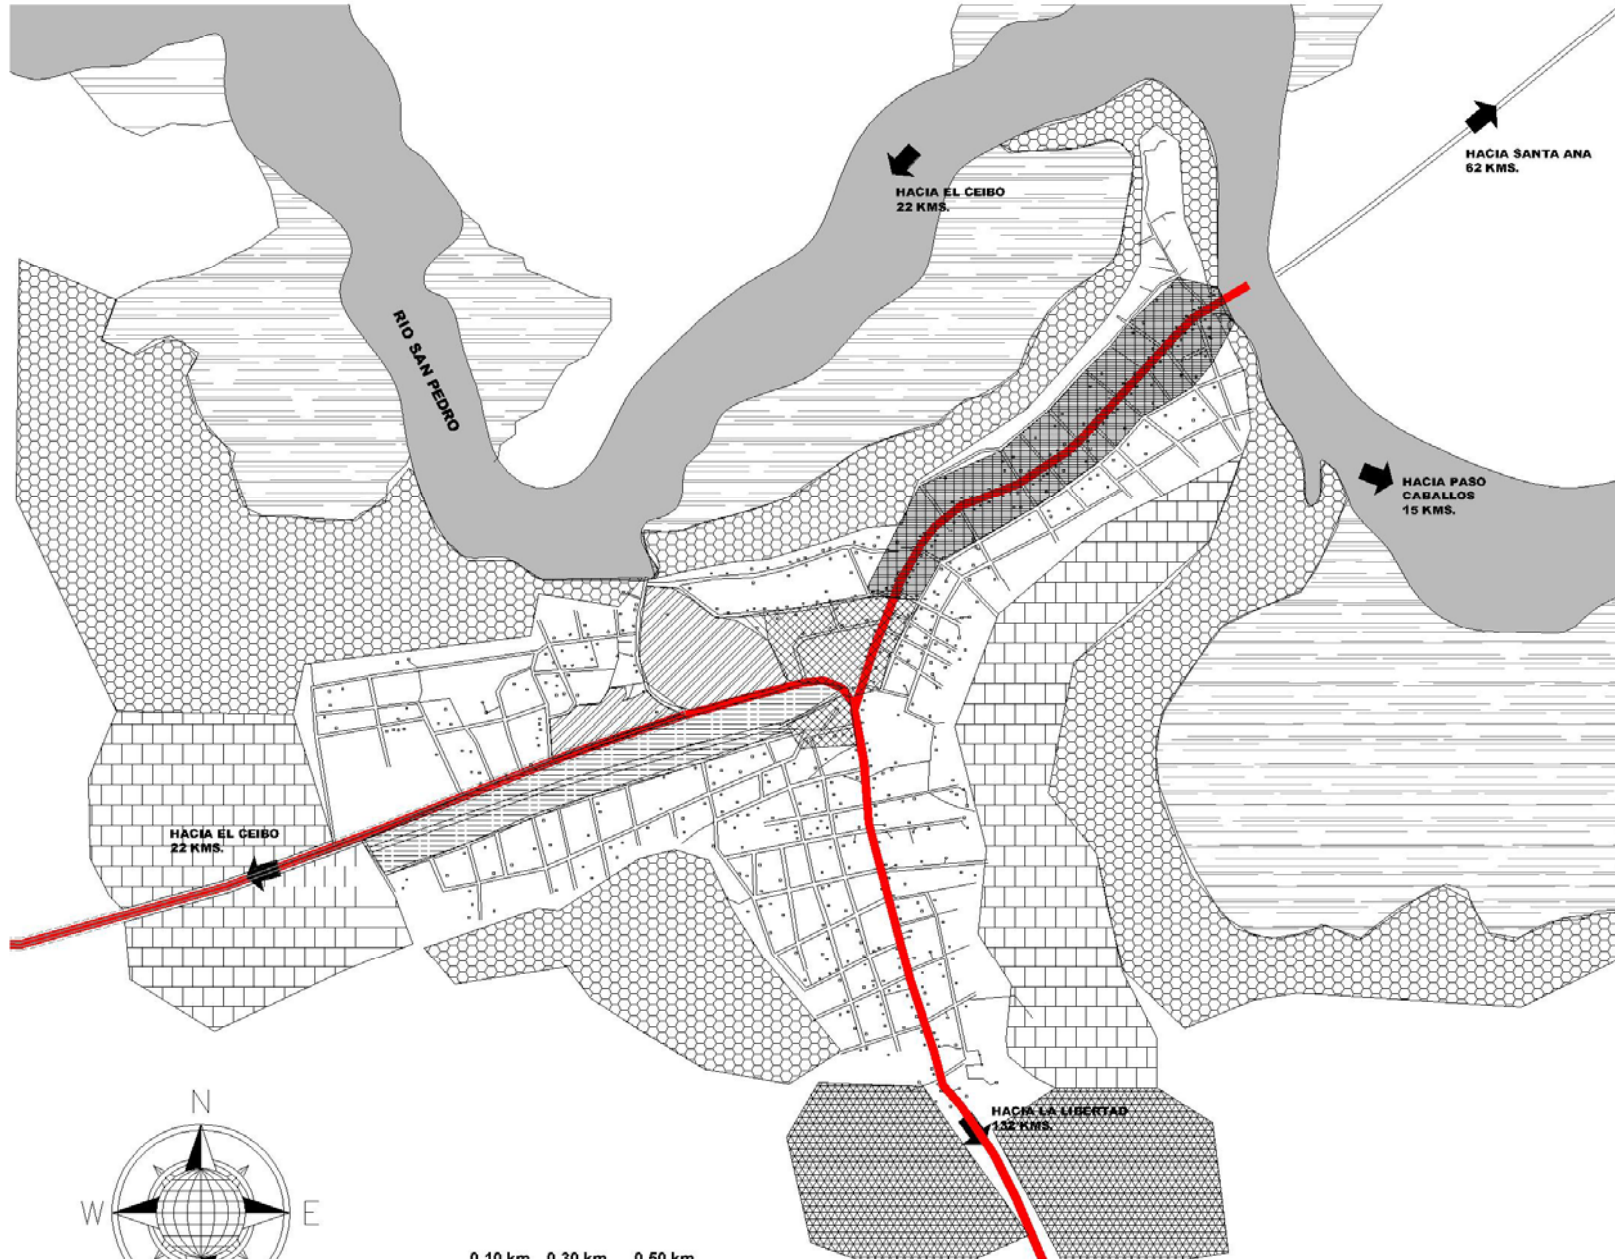 HACIA SANTA ANA
62 KMS.
HACIA EL CEIBO
22 KMS.
RIO SAN PEDRO
HACIA PASO
CABALLOS
15 KMS.
HACIA EL CEIBO
22 KMS.
HACIA LA LIBERTAD
132 KMS.
N
W
E
0.10 km
0.30 km
0.50 km